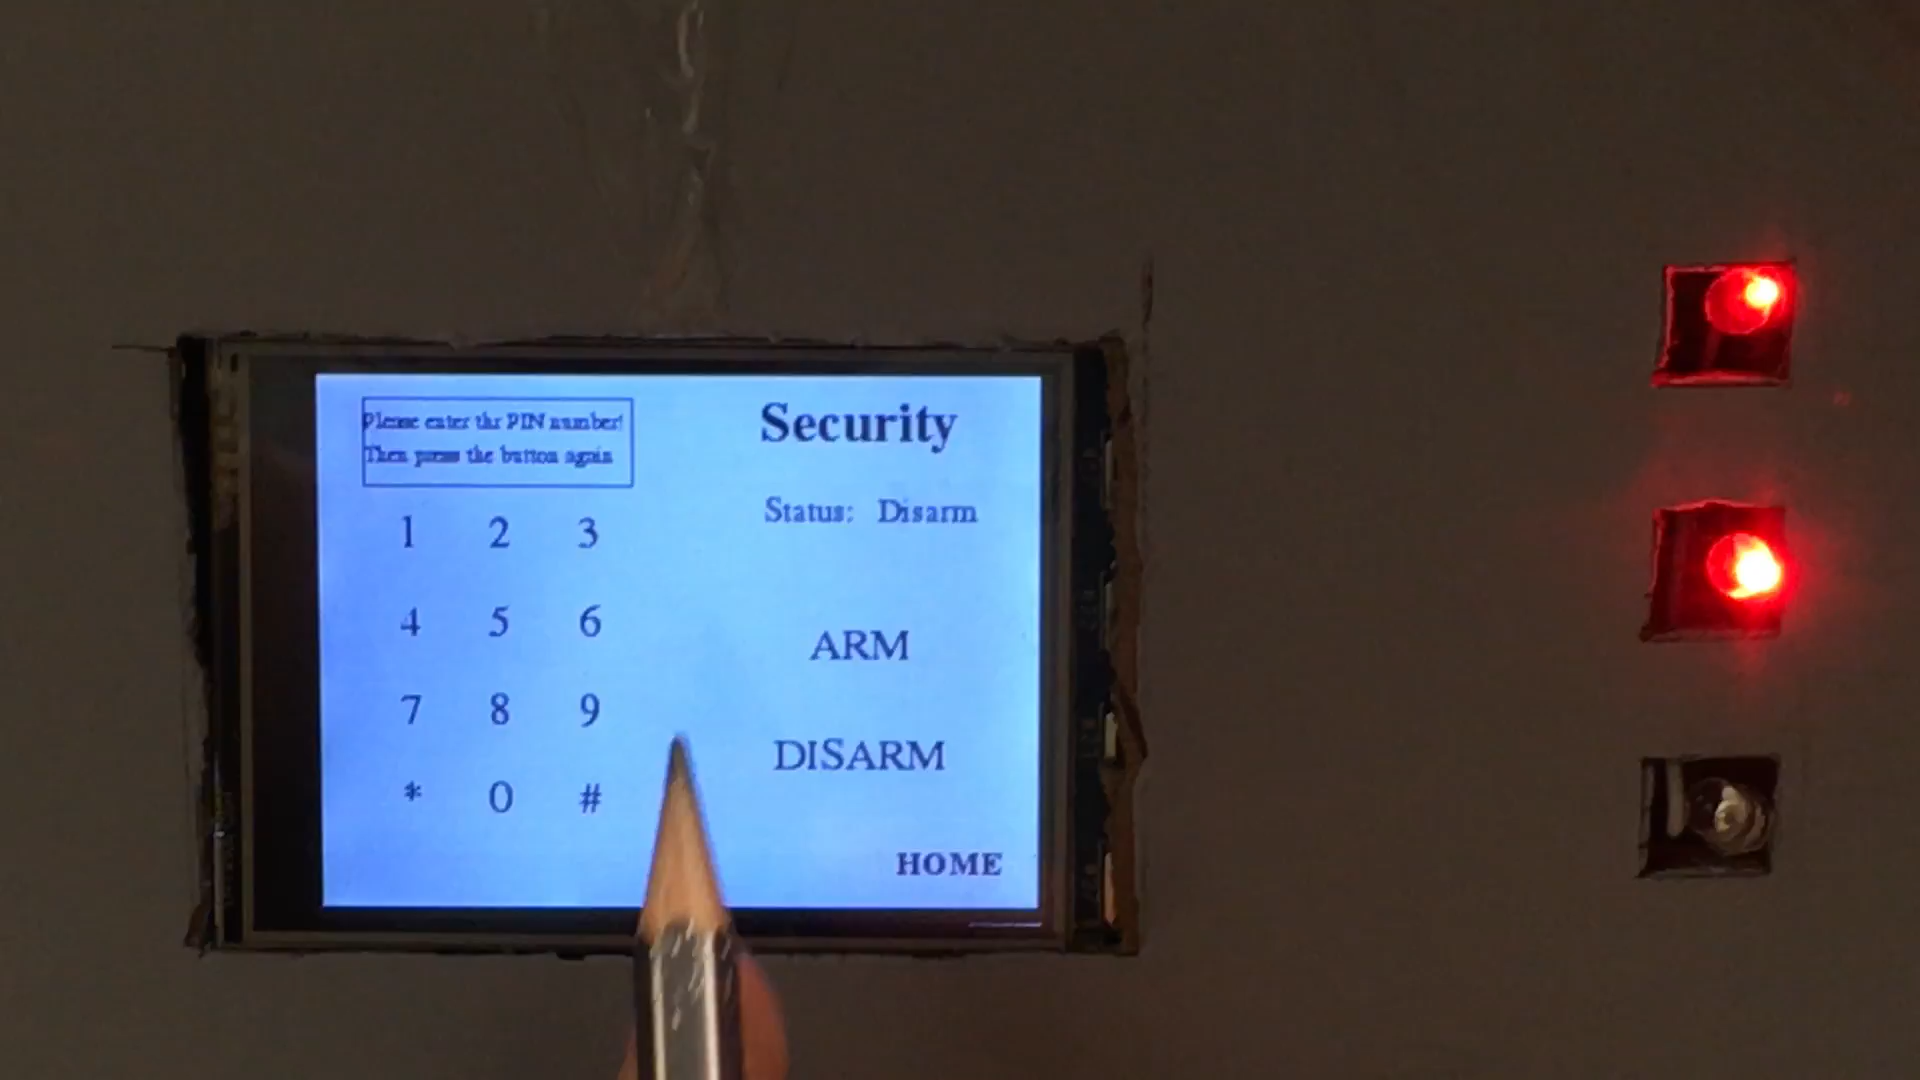 Please enter thr PIN number!
Then press the button again
Security
Status: Disarm
1 2 3
4 5 6
7 8 9
* 0 #
ARM
DISARM
HOME